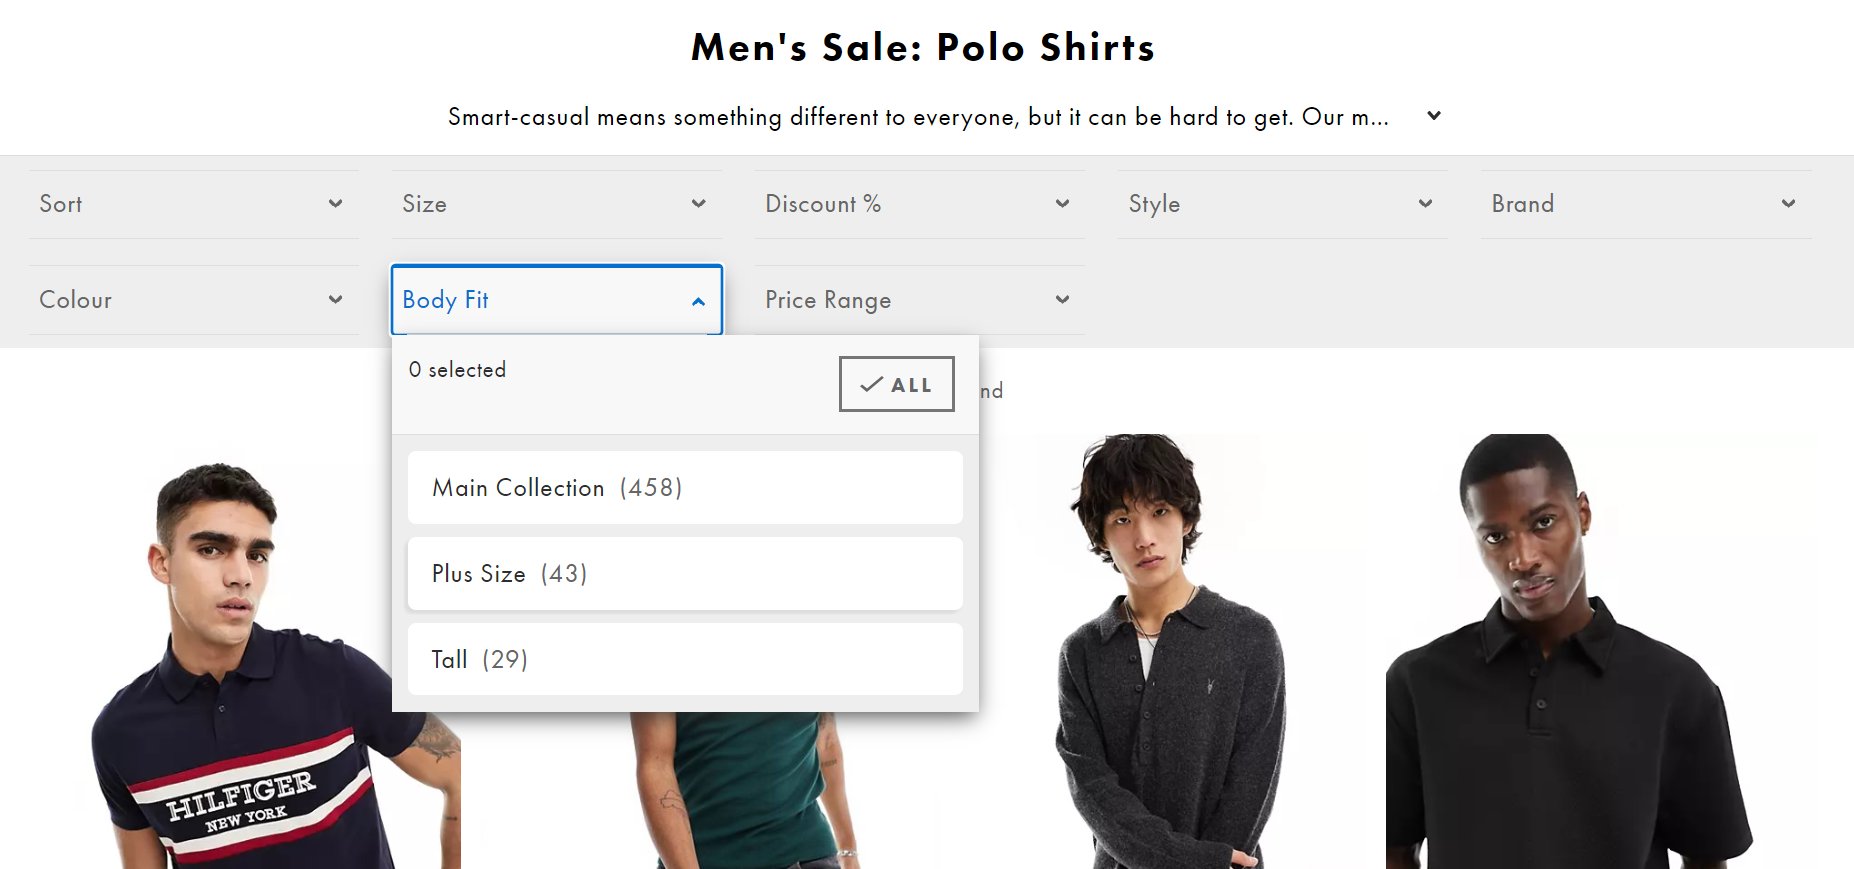 Men's Sale: Polo Shirts
Smart-casual means something different to everyone, but it can be hard to get. Our m...
Sort
Size
Discount %
Style
Brand
Colour
Body Fit
Price Range
0 selected
ALL
nd
Main Collection (458)
Plus Size (43)
Tall (29)
HILFIGER
NEW YORK